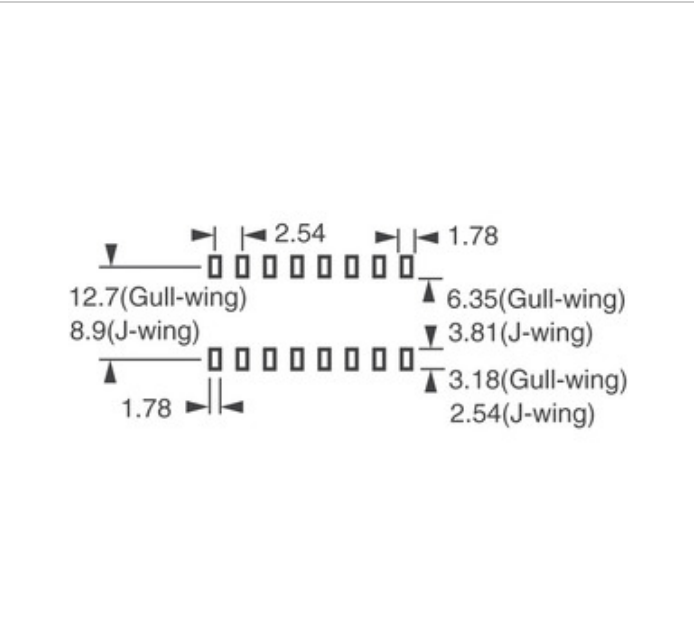 2.54
1.78
12.7(Gull-wing)
6.35(Gull-wing)
8.9(J-wing)
3.81(J-wing)
3.18(Gull-wing)
1.78
2.54(J-wing)